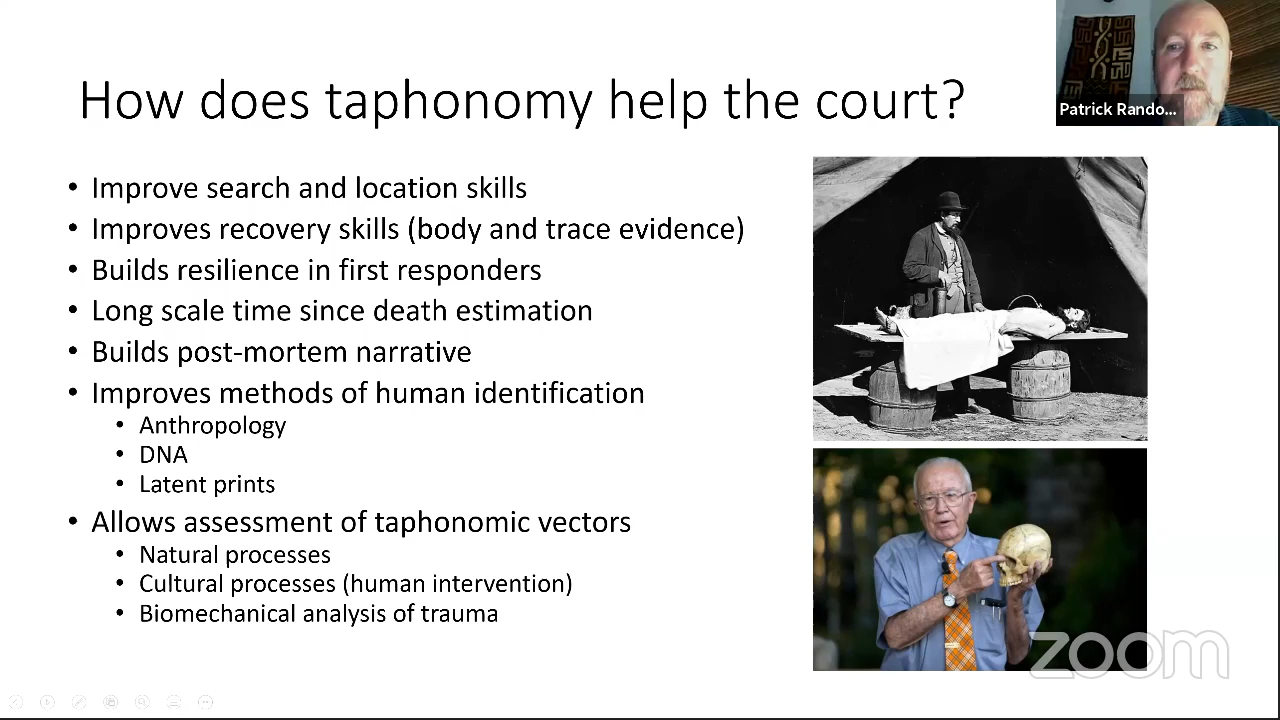 How does taphonomy help the court?
Patrick Rando...
• Improve search and location skills
• Improves recovery skills (body and trace evidence)
• Builds resilience in first responders
• Long scale time since death estimation
• Builds post-mortem narrative
• Improves methods of human identification
• Anthropology
• DNA
• Latent prints
• Allows assessment of taphonomic vectors
• Natural processes
• Cultural processes (human intervention)
• Biomechanical analysis of trauma
zoom